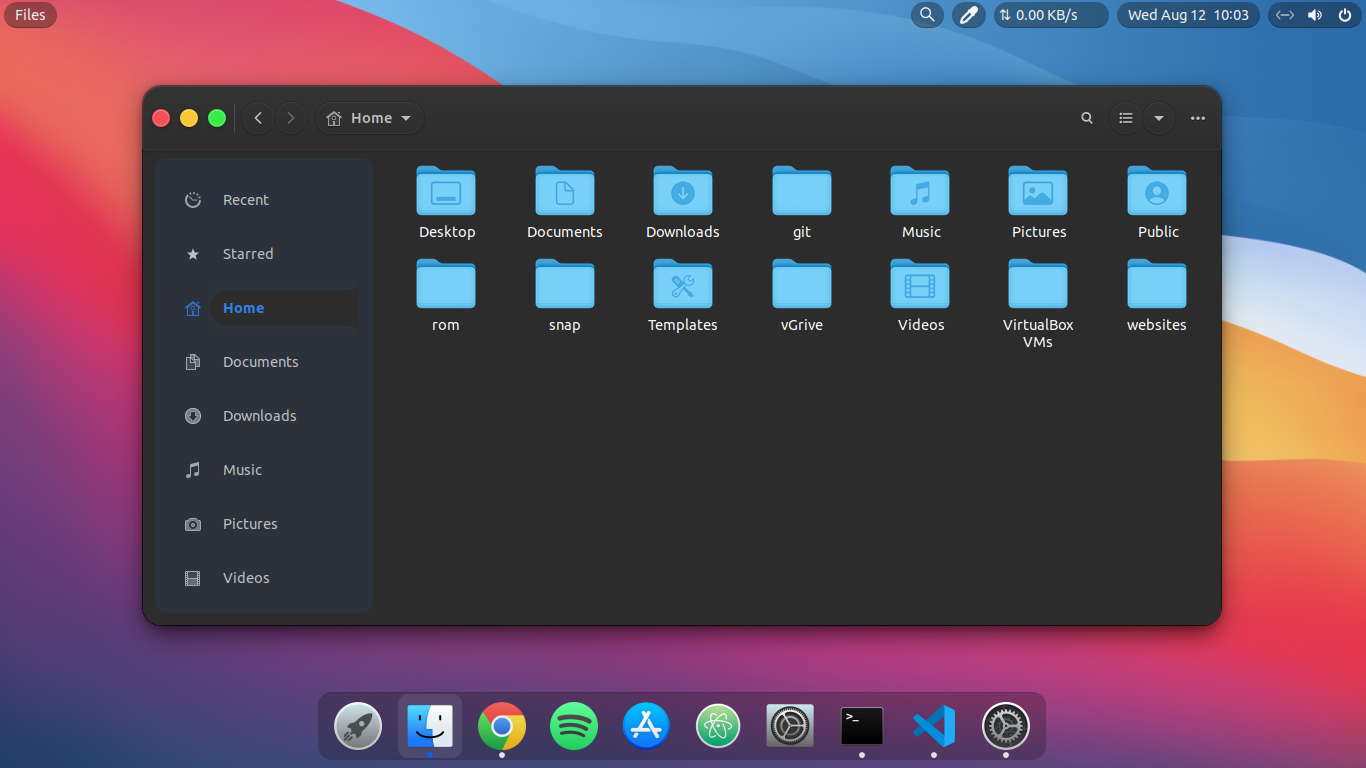 Files
0.00 KB/s
Wed Aug 12 10:03
Home
Recent
Starred
Home
Documents
Downloads
Music
Pictures
Videos
Desktop
Documents
Downloads
git
Music
Pictures
Public
rom
snap
Templates
vGrive
Videos
VirtualBox
VMs
websites
>_